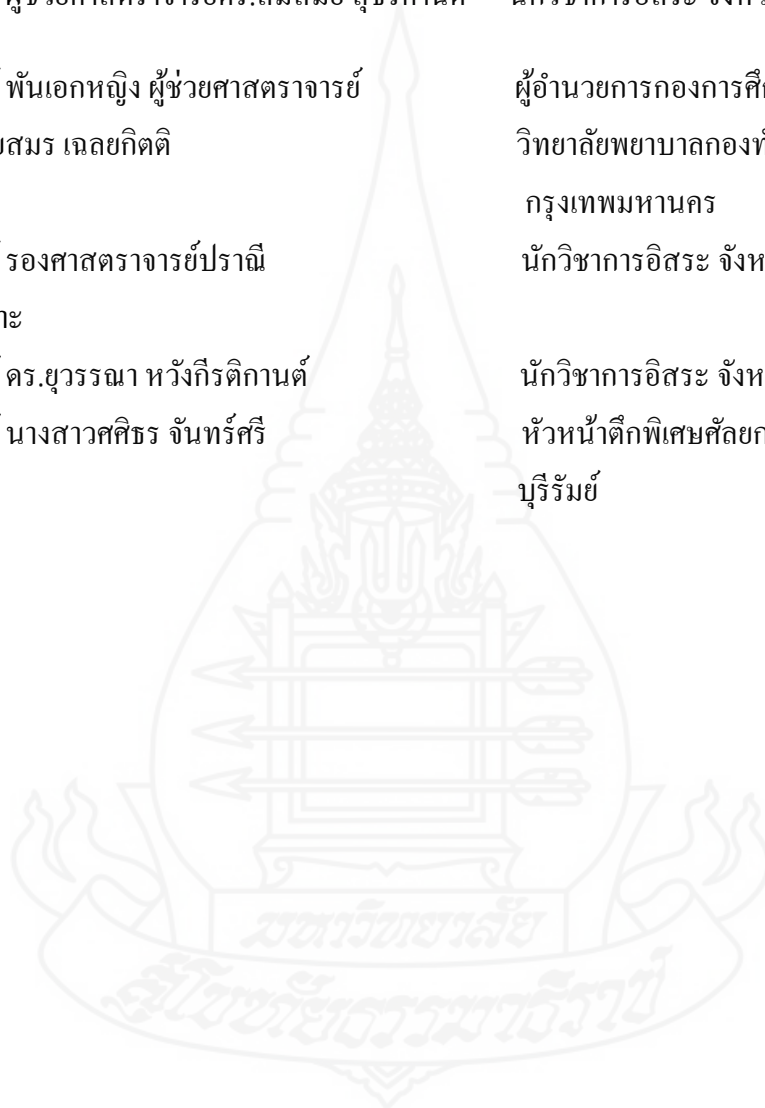 ผู้ช่วยศาสตราจารย์ดร.สมสมัย สุธีรศานต์ นักวิชาการอิสระ
พันเอกหญิง ผู้ช่วยศาสตราจารย์ ผู้อำนวยการกองการศึ
ยสมร เฉลยกิตติ วิทยาลัยพยาบาลกองทั
กรุงเทพมหานคร
รองศาสตราจารย์ปราณี นักวิชาการอิสระ จังห
าะ
ดร.ยุวรรณา หวังกีรติกานต์ นักวิชาการอิสระ จังห
นางสาวศศิธร จันทร์ศรี หัวหน้าตึกพิเศษศัลยก
บุรีรัมย์
มหาวิทยาลัย
สุโขทัยธรรมาธิราช